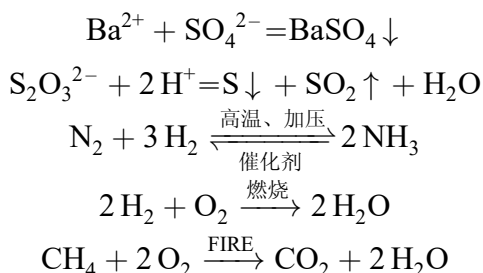 Ba²⁺ + SO₄²⁻=BaSO₄↓
S₂O₃²⁻ + 2 H⁺=S↓ + SO₂↑ + H₂O
N₂ + 3 H₂ ⇌[高温、加压][催化剂] 2 NH₃
2 H₂ + O₂ →[燃烧] 2 H₂O
CH₄ + 2 O₂ →[FIRE] CO₂ + 2 H₂O